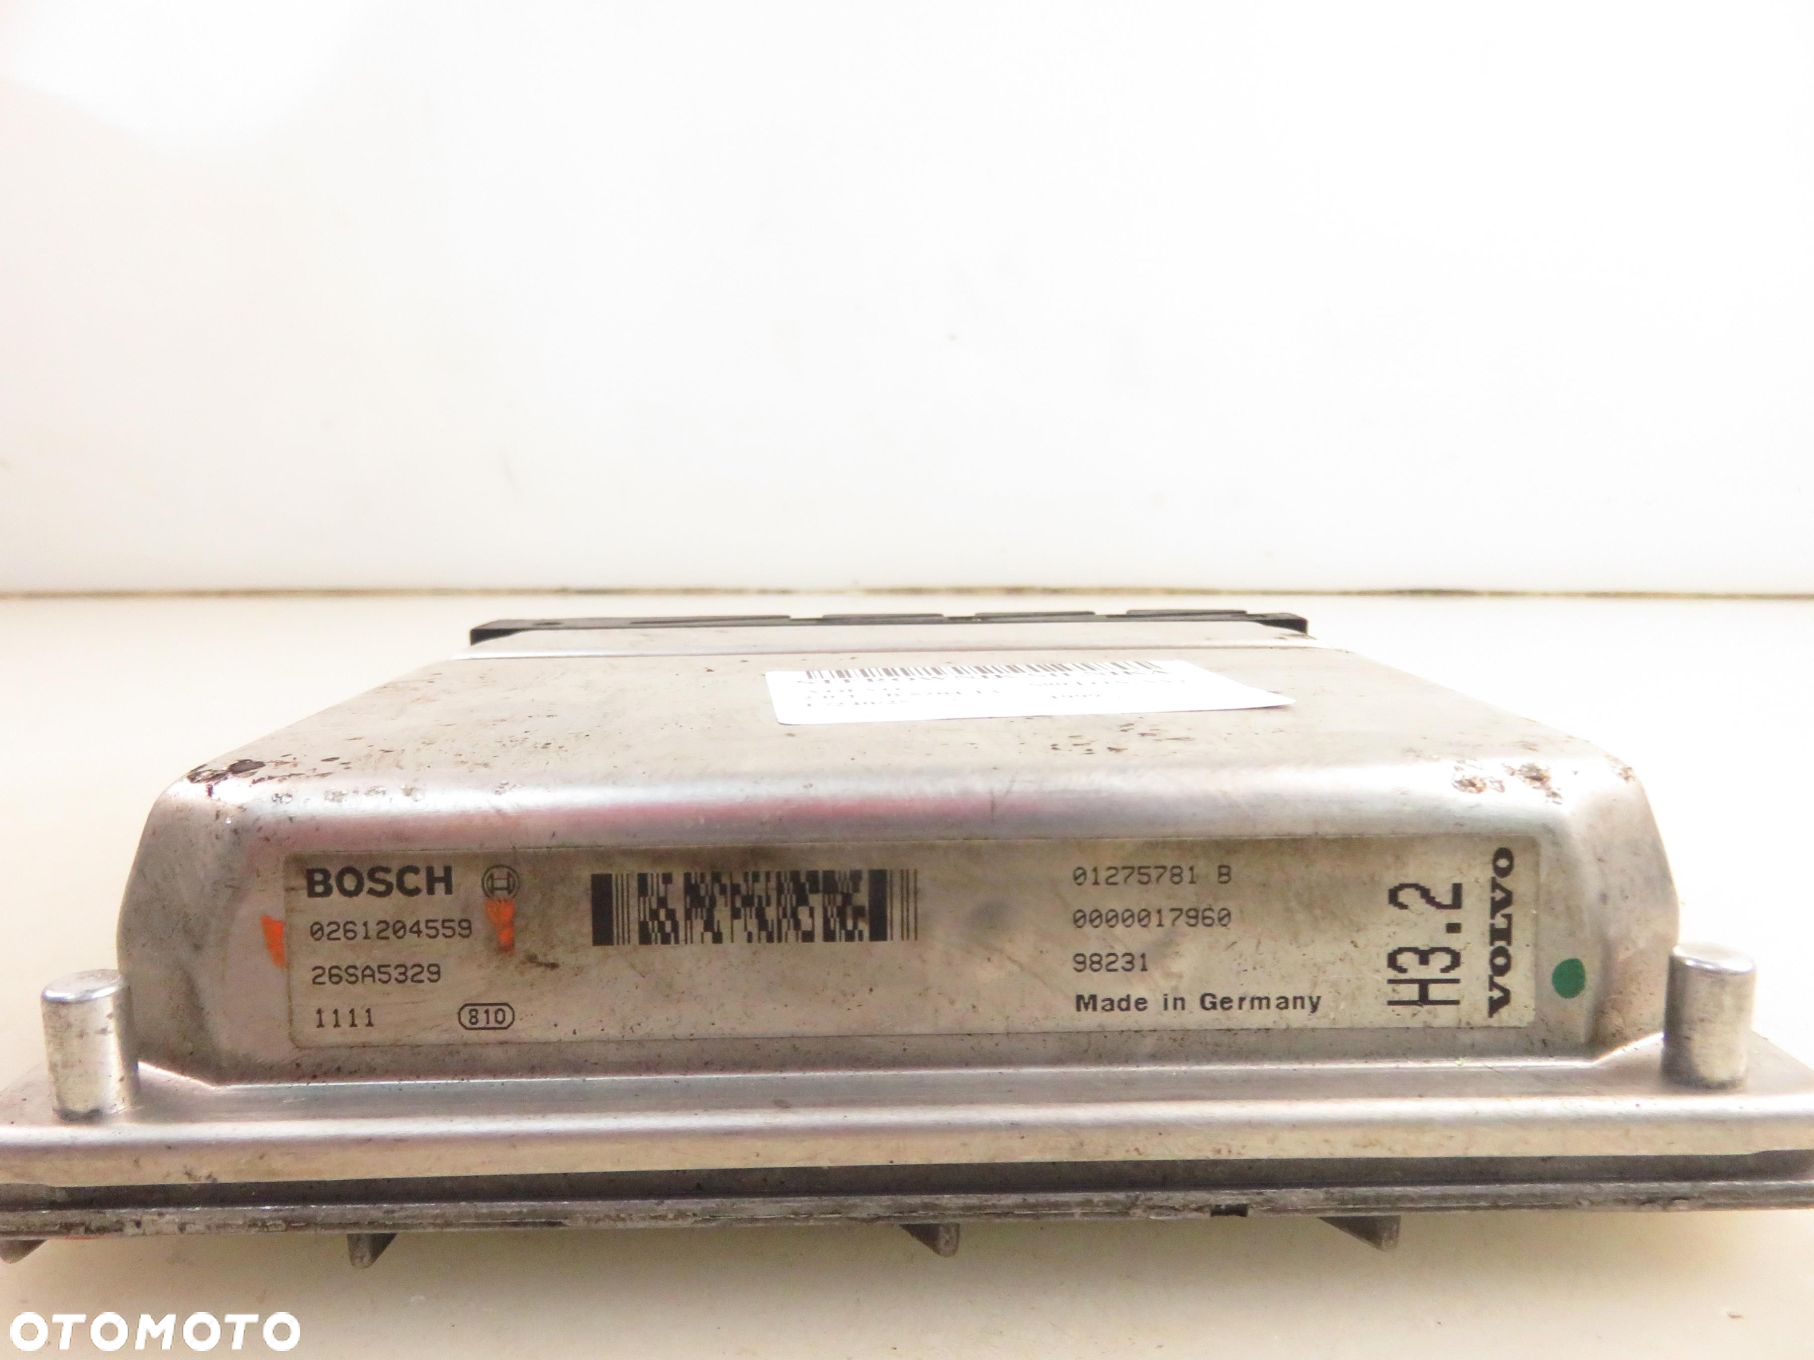 BOSCH
0261204559
26SA5329
1111
810
01275781 B
0000017960
98231
Made in Germany
H3.2
VOLVO
OTOMOTO